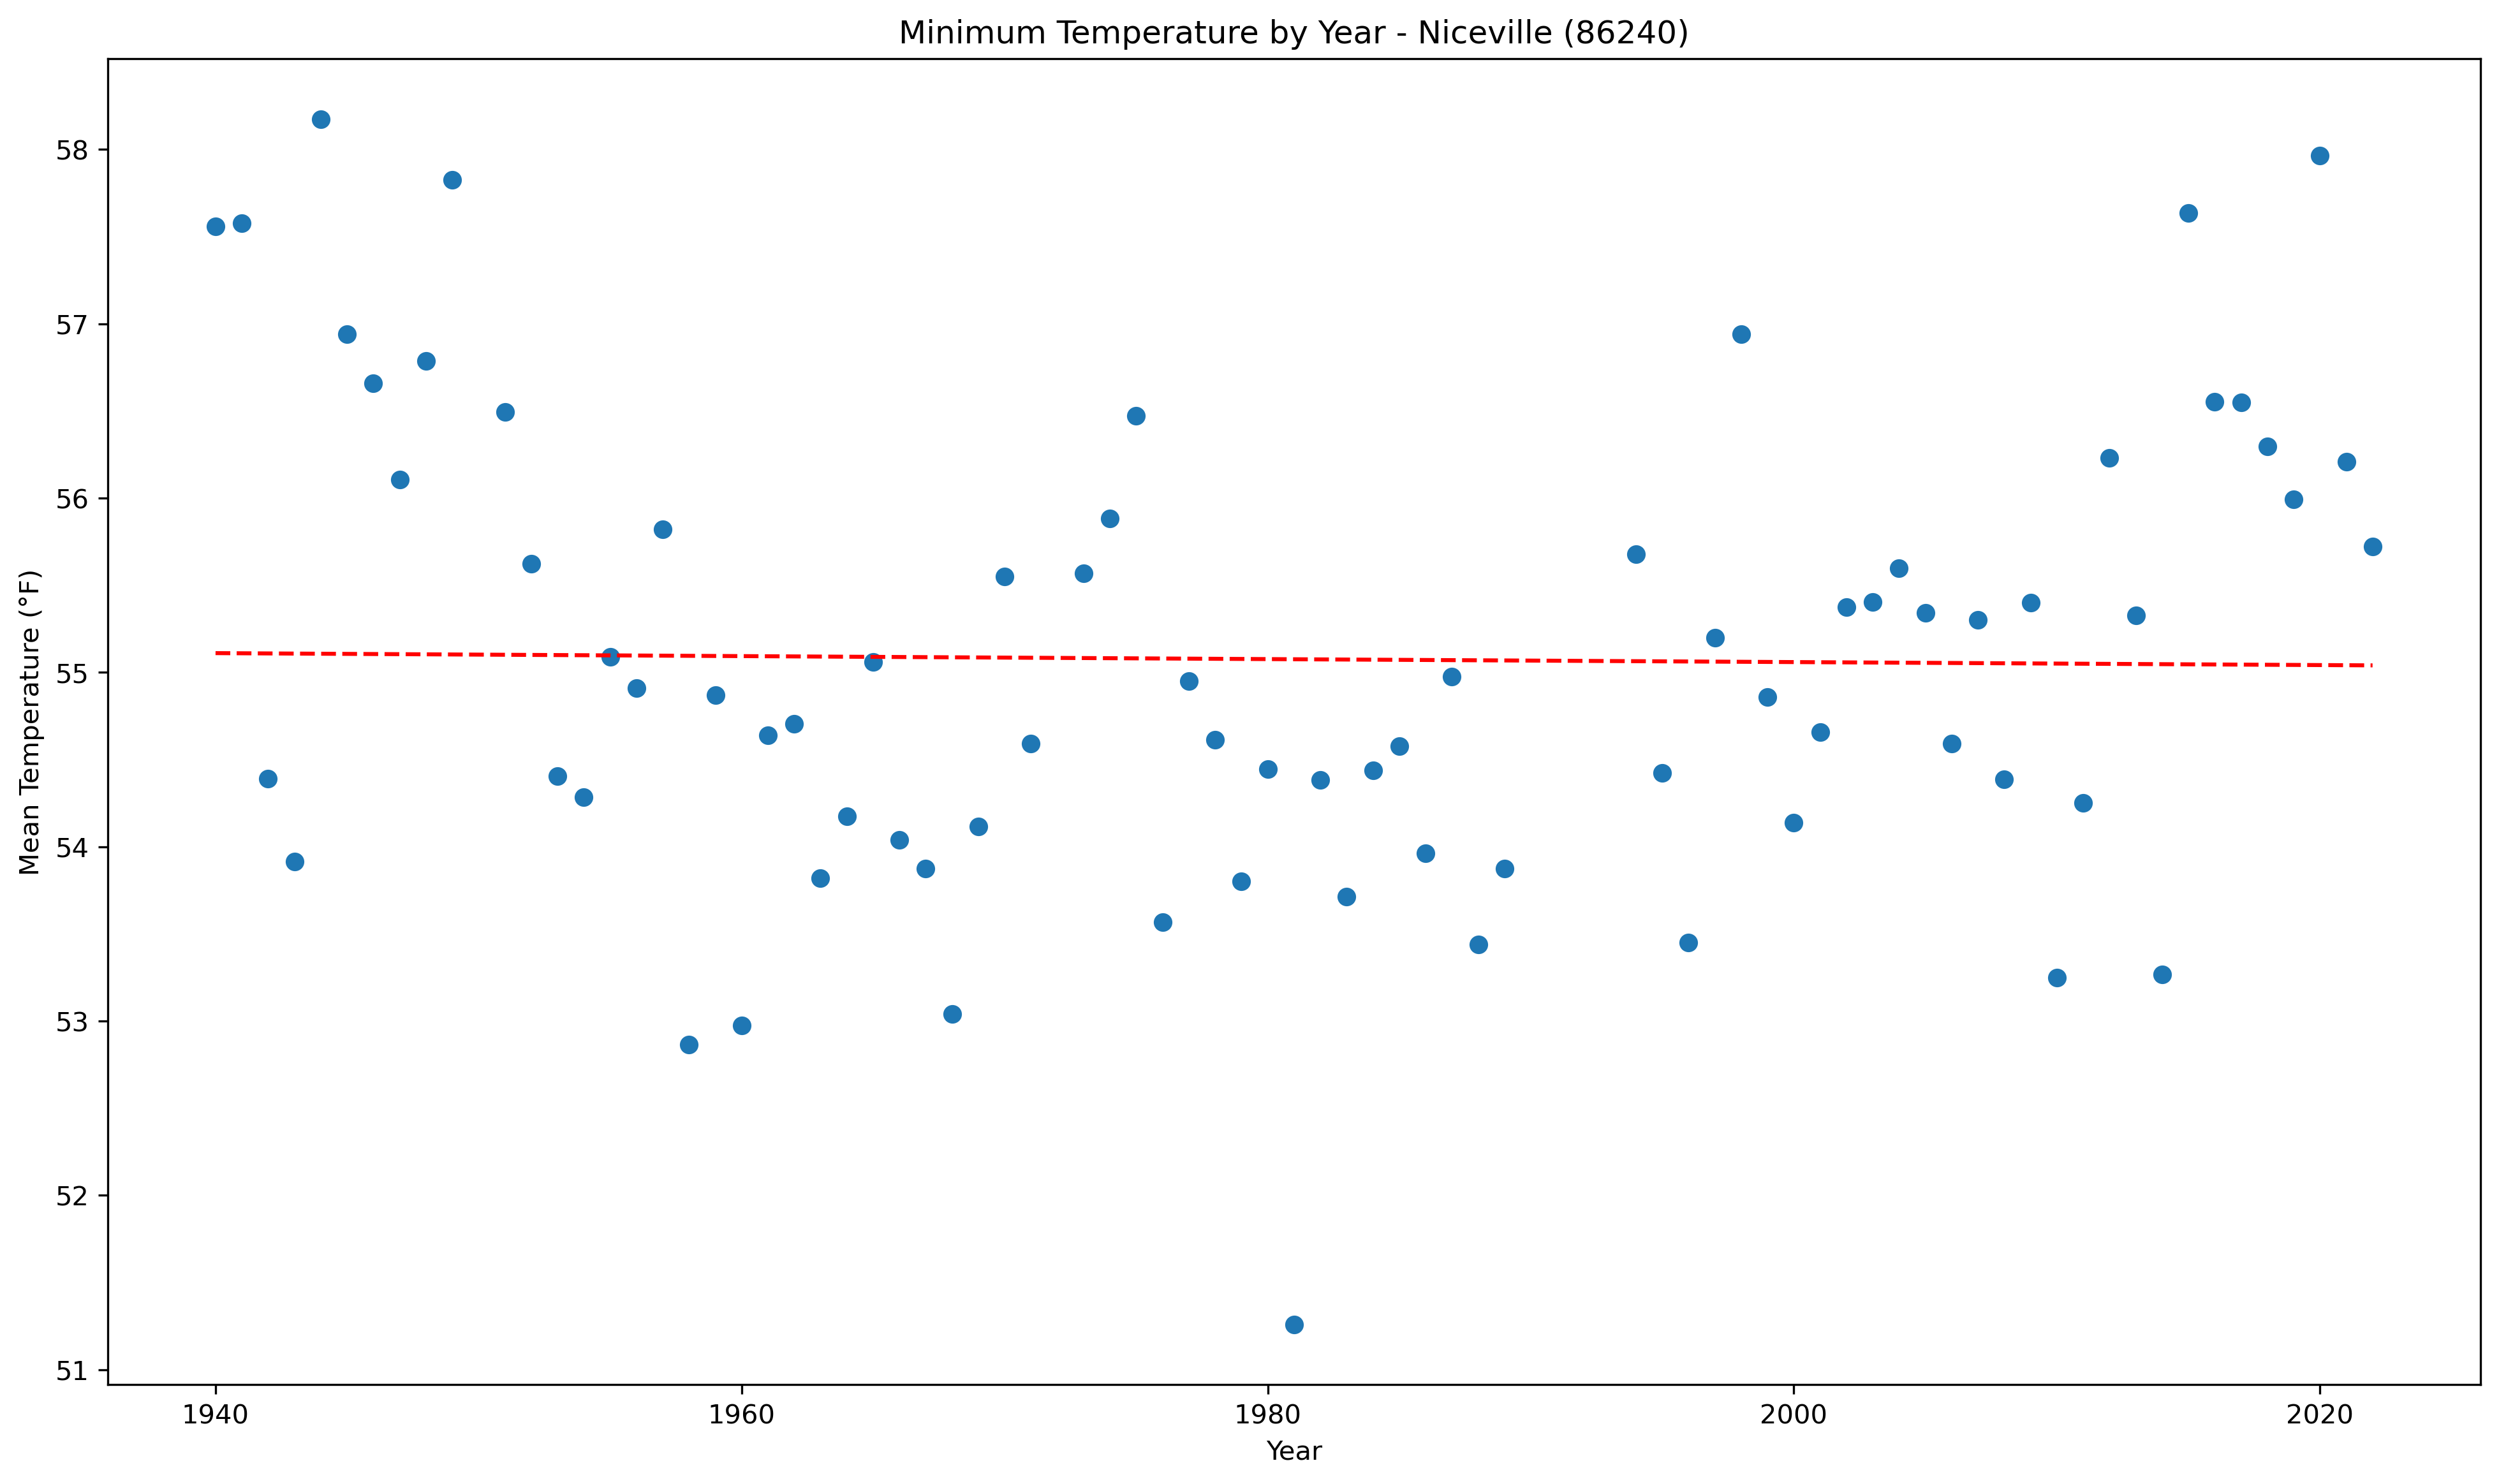 Minimum Temperature by Year - Niceville (86240)
Mean Temperature (°F)
58
57
56
55
54
53
52
51
1940 1960 1980 2000 2020
Year